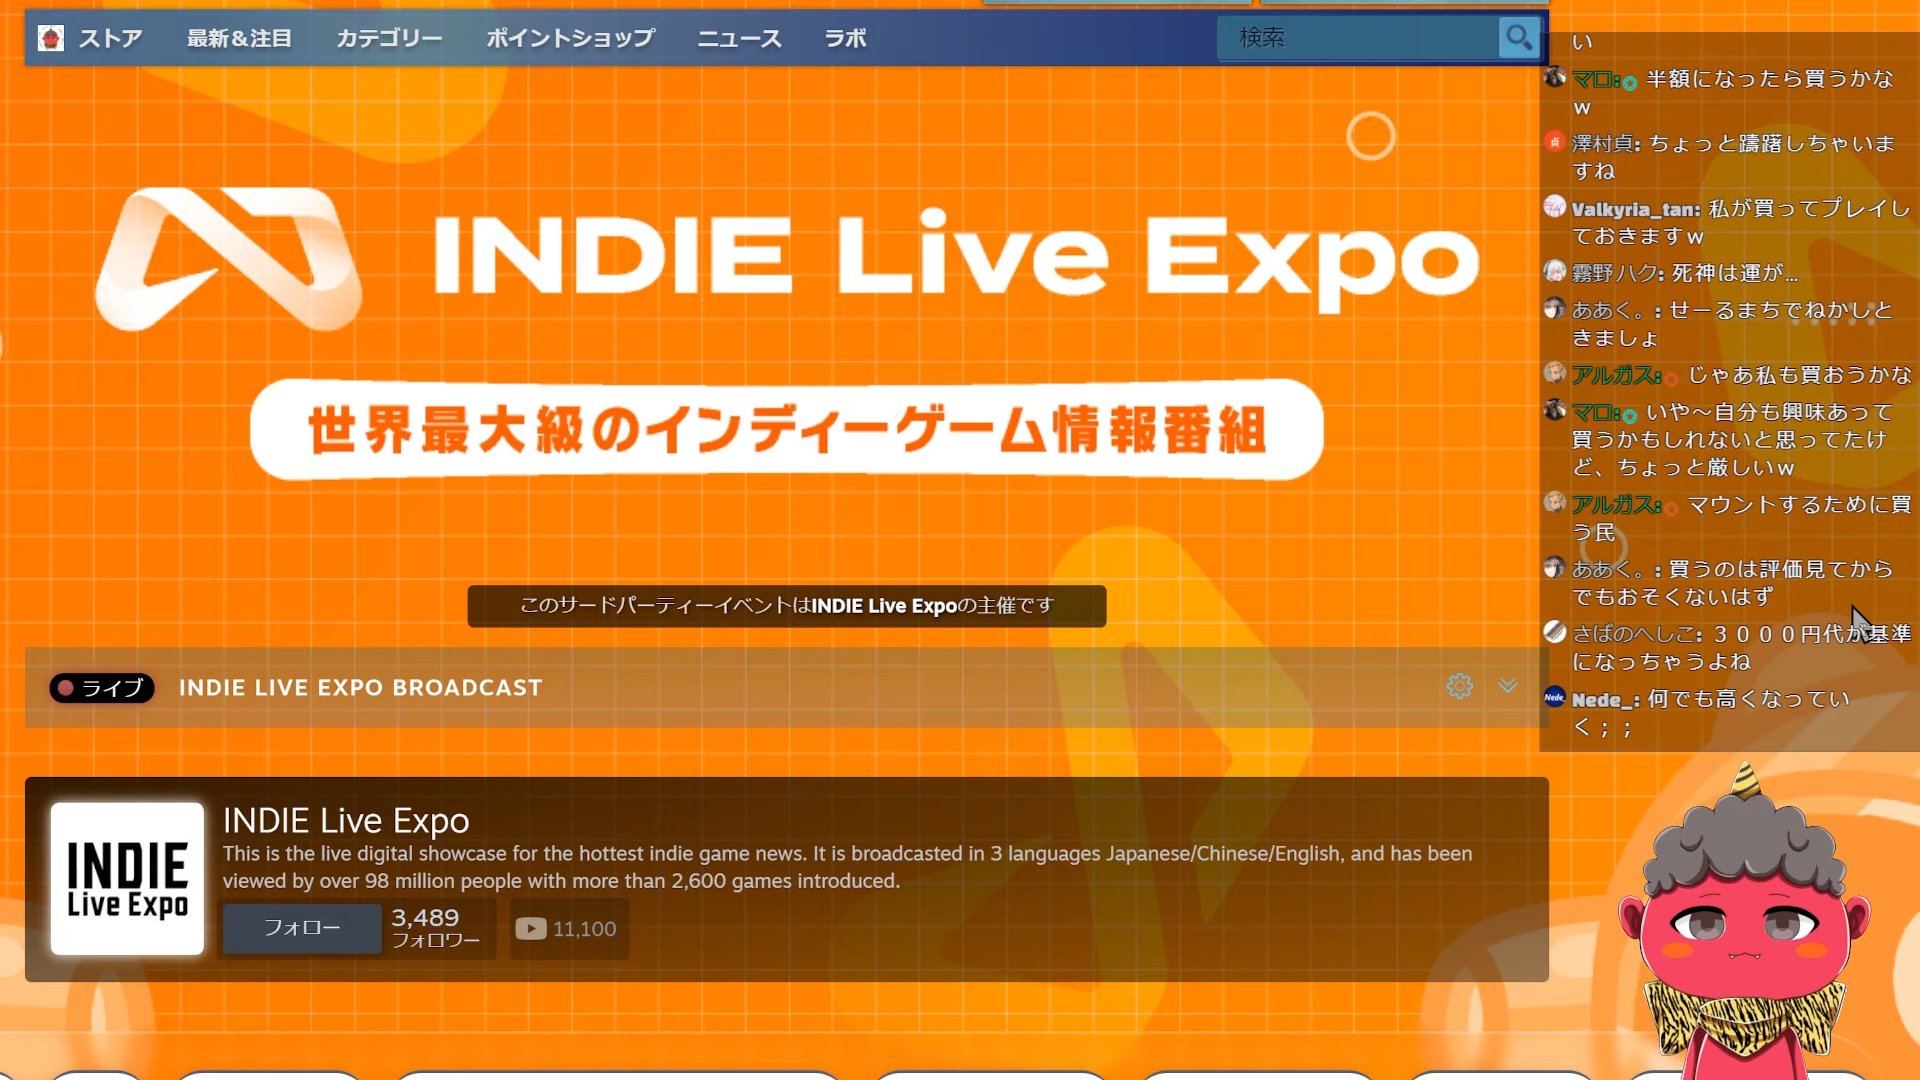 ストア
最新&注目
カテゴリー
ポイントショップ
ニュース
ラボ
検索
INDIE Live Expo
世界最大級のインディーゲーム情報番組
このサードパーティーイベントはINDIE Live Expoの主催です
ライブ
INDIE LIVE EXPO BROADCAST
INDIE
Live Expo
INDIE Live Expo
This is the live digital showcase for the hottest indie game news. It is broadcasted in 3 languages Japanese/Chinese/English, and has been
viewed by over 98 million people with more than 2,600 games introduced.
フォロー
3,489
フォロワー
11,100
い
マロ: 半額になったら買うかな
w
貞
澤村貞: ちょっと躊躇しちゃいま
すね
Valkyria_tan: 私が買ってプレイし
ておきますw
霧野ハク: 死神は運が...
ああく。: せーるまちでねかしと
きましょ
アルガス: じゃあ私も買おうかな
マロ: いや～自分も興味あって
買うかもしれないと思ってたけ
ど、ちょっと厳しいw
アルガス: マウントするために買
う民
ああく。: 買うのは評価見てから
でもおそくないはず
さばのへしこ: ３０００円代が基準
になっちゃうよね
Nede_
Nede_: 何でも高くなってい
く；；